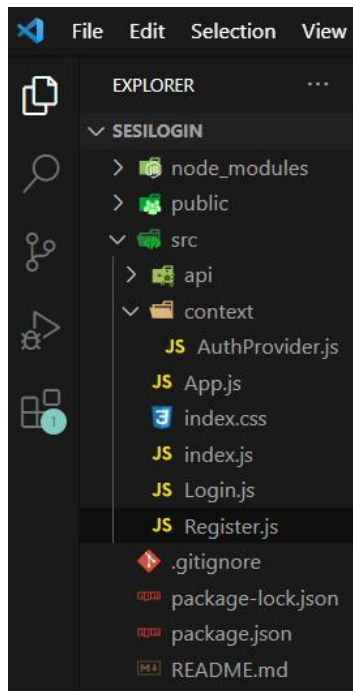 File Edit Selection View
EXPLORER ...
SESILOGIN
node_modules
public
src
api
context
JS AuthProvider.js
JS App.js
index.css
JS index.js
JS Login.js
JS Register.js
.gitignore
package-lock.json
package.json
README.md
1